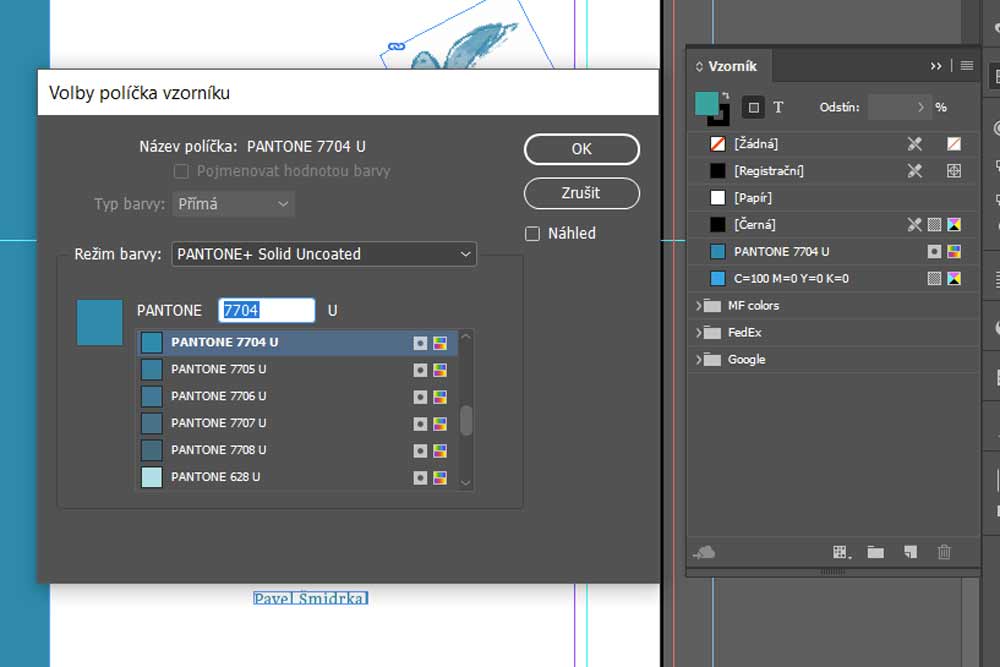 Volby políčka vzorníku
Název políčka: PANTONE 7704 U
Pojmenovat hodnotou barvy
Typ barvy: Přímá
Režim barvy: PANTONE+ Solid Uncoated
PANTONE 7704 U
PANTONE 7704 U
PANTONE 7705 U
PANTONE 7706 U
PANTONE 7707 U
PANTONE 7708 U
PANTONE 628 U
OK
Zrušit
Náhled
Pavel Šmidrkal
Vzorník
T Odstín: %
[Žádná]
[Registrační]
[Papír]
[Černá]
PANTONE 7704 U
C=100 M=0 Y=0 K=0
MF colors
FedEx
Google